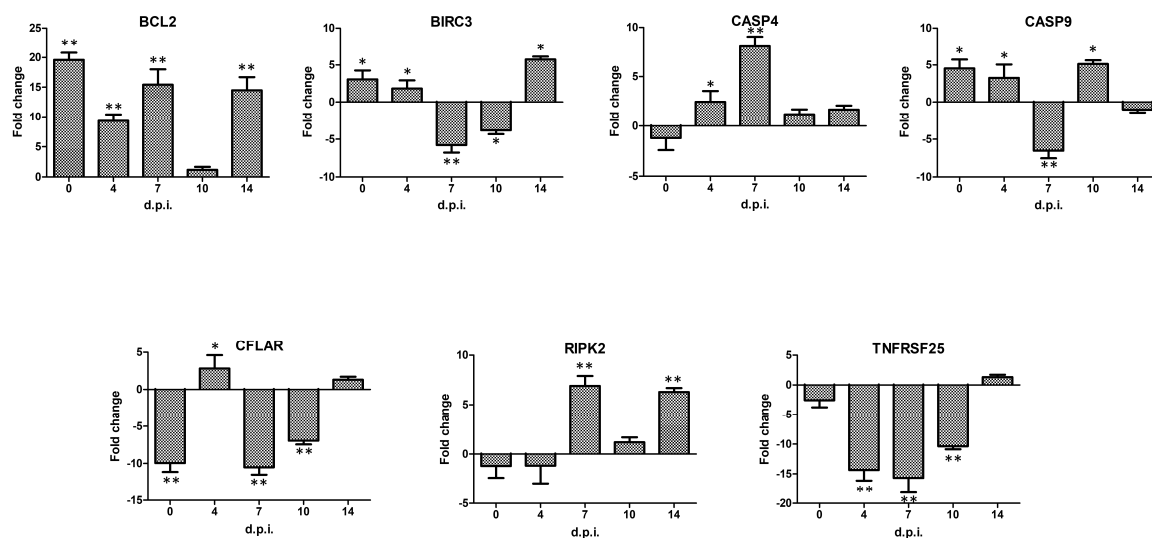 BCL2
BIRC3
CASP4
CASP9
Fold change
25
20
15
10
5
0
** ** ** **
0 4 7 10 14
d.p.i.
Fold change
10
5
0
-5
-10
* * ** * *
0 4 7 10 14
d.p.i.
Fold change
10
5
0
-5
* **
0 4 7 10 14
d.p.i.
Fold change
10
5
0
-5
-10
* * ** *
0 4 7 10 14
d.p.i.
CFLAR
RIPK2
TNFRSF25
Fold change
5
0
-5
-10
-15
** * ** **
0 4 7 10 14
d.p.i.
Fold change
10
5
0
-5
** **
0 4 7 10 14
d.p.i.
Fold change
5
0
-5
-10
-15
-20
** ** **
0 4 7 10 14
d.p.i.